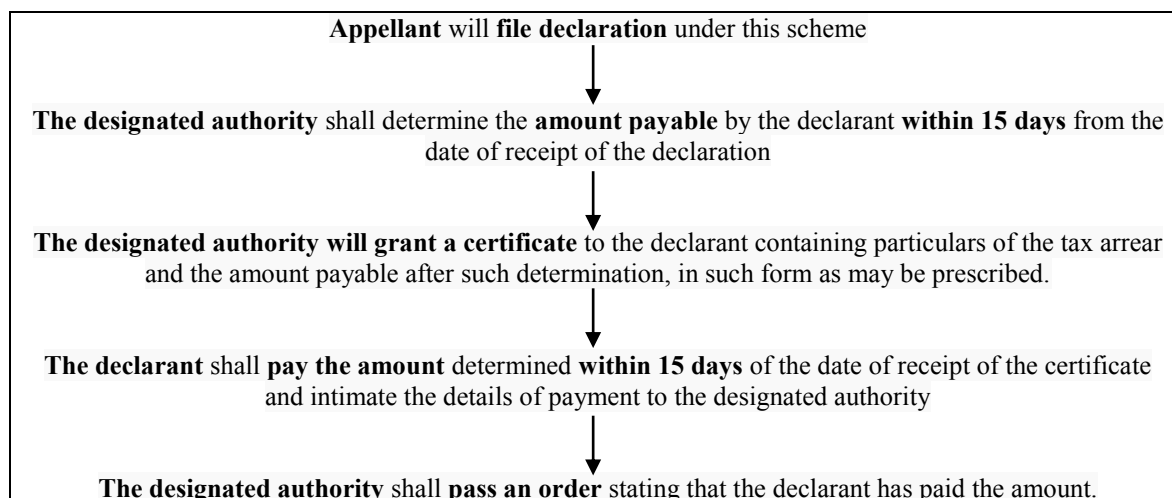 Appellant will file declaration under this scheme
The designated authority shall determine the amount payable by the declarant within 15 days from the
date of receipt of the declaration
The designated authority will grant a certificate to the declarant containing particulars of the tax arrear
and the amount payable after such determination, in such form as may be prescribed.
The declarant shall pay the amount determined within 15 days of the date of receipt of the certificate
and intimate the details of payment to the designated authority
The designated authority shall pass an order stating that the declarant has paid the amount.